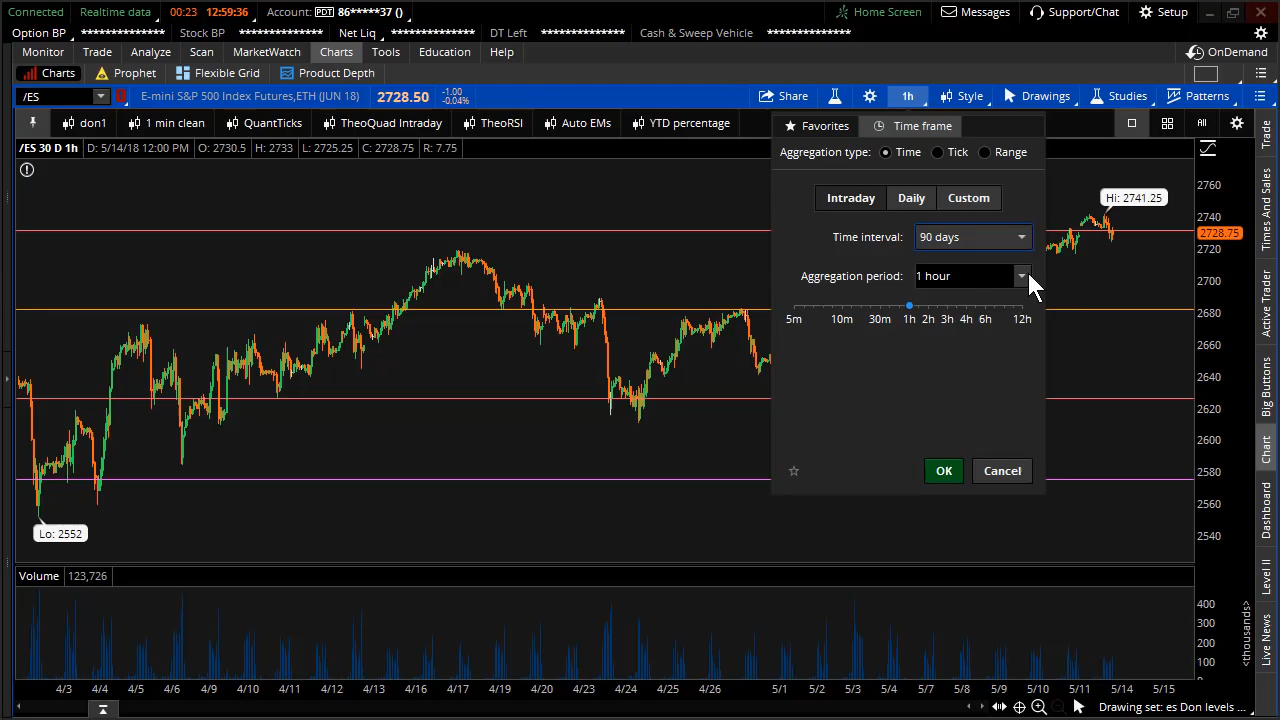 Connected Realtime data 00:23 12:59:36 Account: PDT 86*****37 () Home Screen Messages Support/Chat Setup
Option BP ************* Stock BP ************* Net Liq ************* DT Left ************* Cash & Sweep Vehicle *************
Monitor Trade Analyze Scan MarketWatch Charts Tools Education Help OnDemand
Charts Prophet Flexible Grid Product Depth
/ES E-mini S&P 500 Index Futures,ETH (JUN 18) 2728.50 -1.00 -0.04% Share 1h Style Drawings Studies Patterns
don1 1 min clean QuantTicks TheoQuad Intraday TheoRSI Auto EMs YTD percentage All
/ES 30 D 1h D: 5/14/18 12:00 PM O: 2730.5 H: 2733 L: 2725.25 C: 2728.75 R: 7.75
Favorites Time frame
Aggregation type: Time Tick Range
Intraday Daily Custom
Time interval: 90 days
Aggregation period: 1 hour
5m 10m 30m 1h 2h 3h 4h 6h 12h
OK Cancel
Hi: 2741.25
Lo: 2552
2760
2740
2728.75
2720
2700
2680
2660
2640
2620
2600
2580
2560
2540
Volume 123,726
400
300
200
100
0
<thousands>
4/3 4/4 4/5 4/6 4/9 4/10 4/11 4/12 4/13 4/16 4/17 4/18 4/19 4/20 4/23 4/24 4/25 4/26 5/1 5/2 5/3 5/4 5/7 5/8 5/9 5/10 5/11 5/14 5/15
Drawing set: es Don levels ...
Trade
Times And Sales
Active Trader
Big Buttons
Chart
Dashboard
Level II
Live News